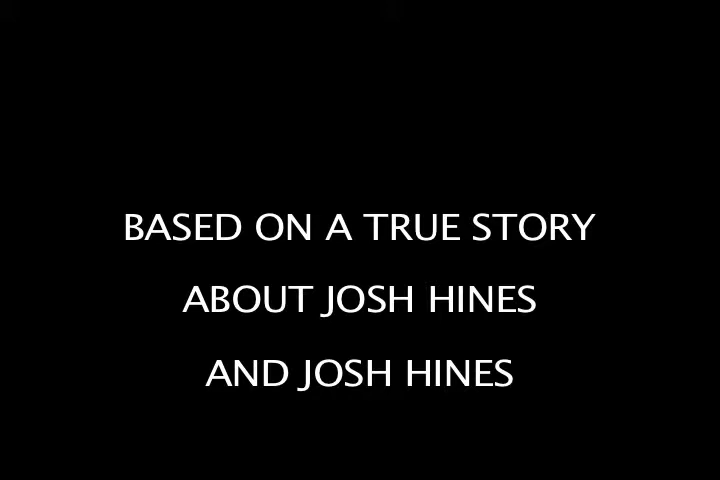 BASED ON A TRUE STORY
ABOUT JOSH HINES
AND JOSH HINES